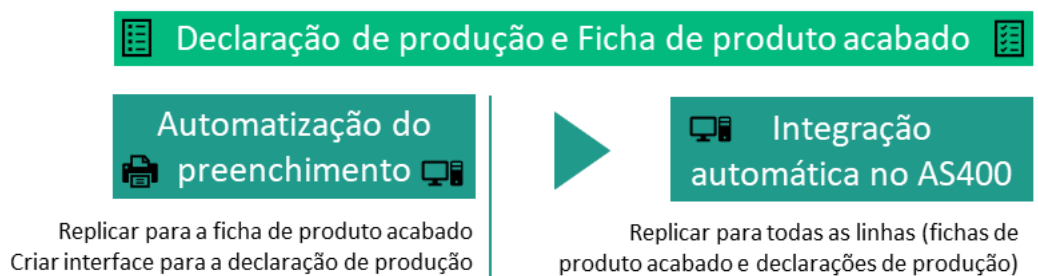 Declaração de produção e Ficha de produto acabado
Automatização do
preenchimento
Replicar para a ficha de produto acabado
Criar interface para a declaração de produção
Integração
automática no AS400
Replicar para todas as linhas (fichas de
produto acabado e declarações de produção)